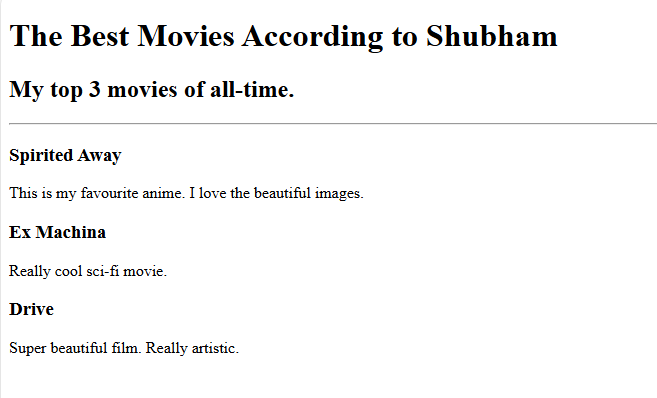 The Best Movies According to Shubham
My top 3 movies of all-time.
Spirited Away
This is my favourite anime. I love the beautiful images.
Ex Machina
Really cool sci-fi movie.
Drive
Super beautiful film. Really artistic.